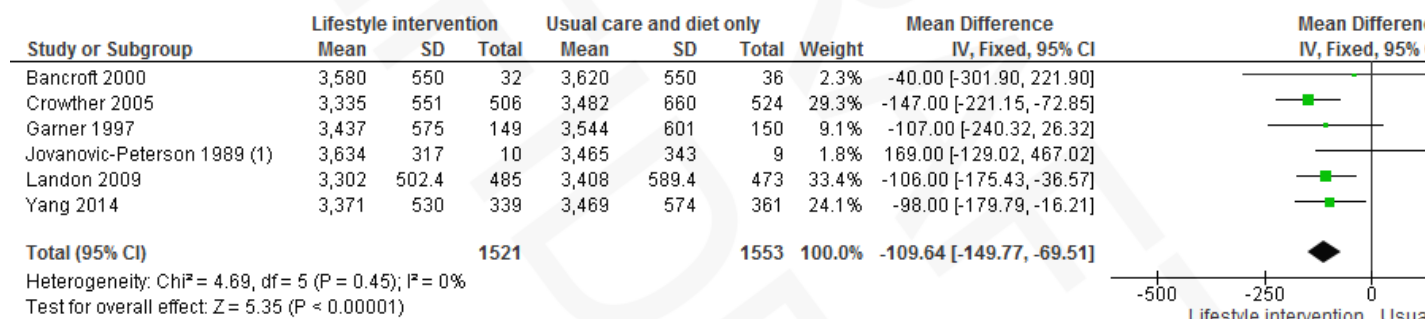 Lifestyle intervention Usual care and diet only Mean Difference Mean Differen
Study or Subgroup Mean SD Total Mean SD Total Weight IV, Fixed, 95% CI IV, Fixed, 95%
Bancroft 2000 3,580 550 32 3,620 550 36 2.3% -40.00 [-301.90, 221.90]
Crowther 2005 3,335 551 506 3,482 660 524 29.3% -147.00 [-221.15, -72.85]
Garner 1997 3,437 575 149 3,544 601 150 9.1% -107.00 [-240.32, 26.32]
Jovanovic-Peterson 1989 (1) 3,634 317 10 3,465 343 9 1.8% 169.00 [-129.02, 467.02]
Landon 2009 3,302 502.4 485 3,408 589.4 473 33.4% -106.00 [-175.43, -36.57]
Yang 2014 3,371 530 339 3,469 574 361 24.1% -98.00 [-179.79, -16.21]
Total (95% CI) 1521 1553 100.0% -109.64 [-149.77, -69.51]
Heterogeneity: Chi² = 4.69, df = 5 (P = 0.45); I² = 0%
Test for overall effect: Z = 5.35 (P < 0.00001)
-500 -250 0
Lifestyle intervention Usua